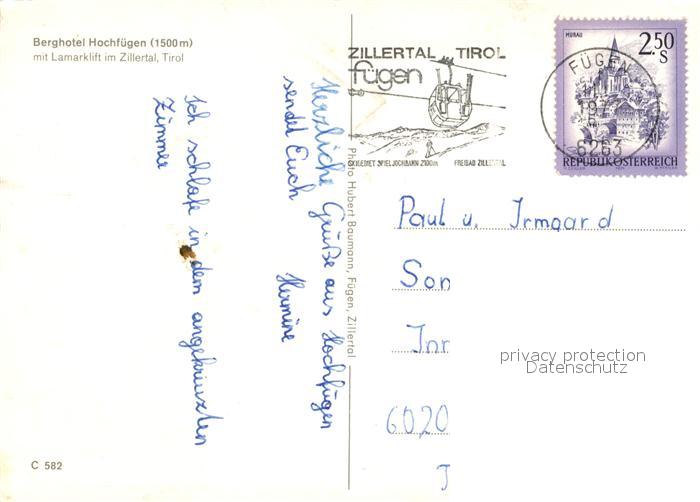 Berghotel Hochfügen (1500 m)
mit Lamarklift im Zillertal, Tirol
ZILLERTAL TIROL
fügen
SKIGEBIET SPIELJOCHBAHN 2100m FREIBAD ZILLERTAL
MURAU
2.50
S
FÜGEN
6263
REPUBLIK ÖSTERREICH
Herzliche Grüße aus Hochfügen
sendet Euch
Hermine
Ich schlafe in dem angekreuzten
Zimmer
Photo Hubert Baumann, Fügen, Zillertal
Paul u. Irmgard
Son
Inr
6020
T
privacy protection
Datenschutz
C 582